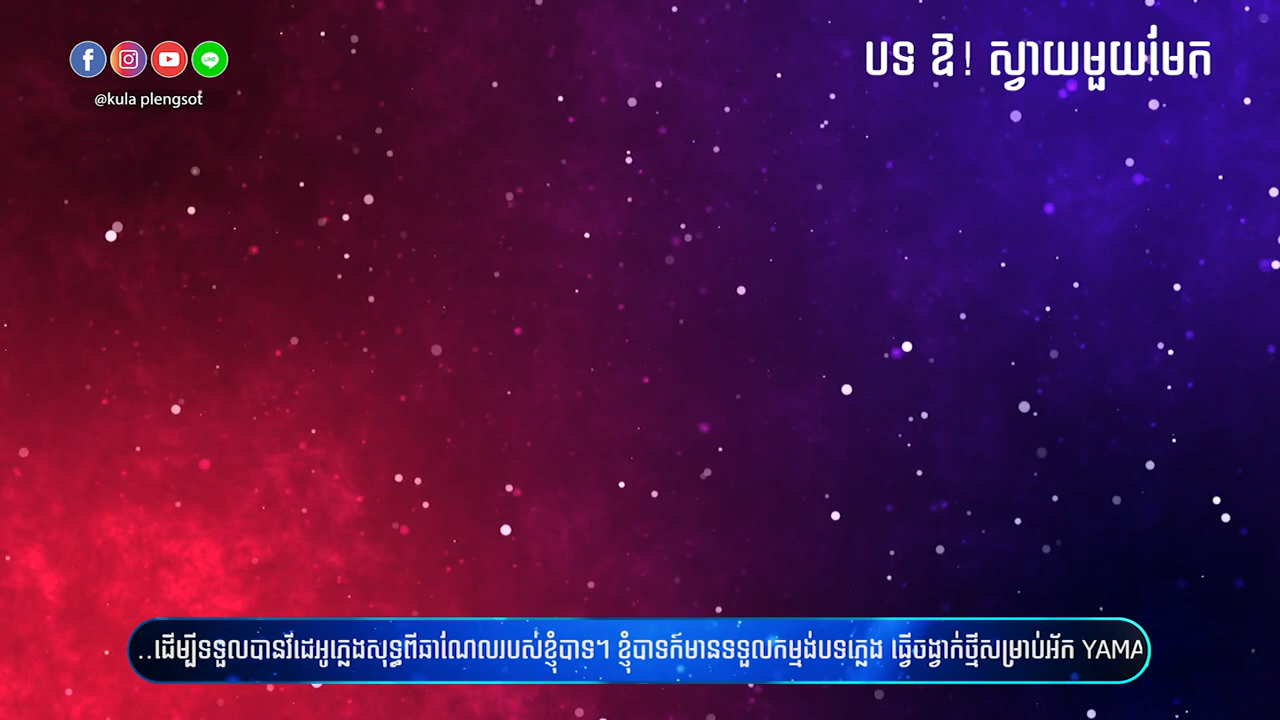 បទ ឱ! ស្វាយមួយមែក
@kula plengsot
..ដើម្បីទទួលបានវីដេអូភ្លេងសុទ្ធពីឆាណែលរបស់ខ្ញុំបាទ។ ខ្ញុំបាទក៍មានទទួលកម្មង់បទភ្លេង ធ្វើចង្វាក់ថ្មីសម្រាប់អ័ក YAMA